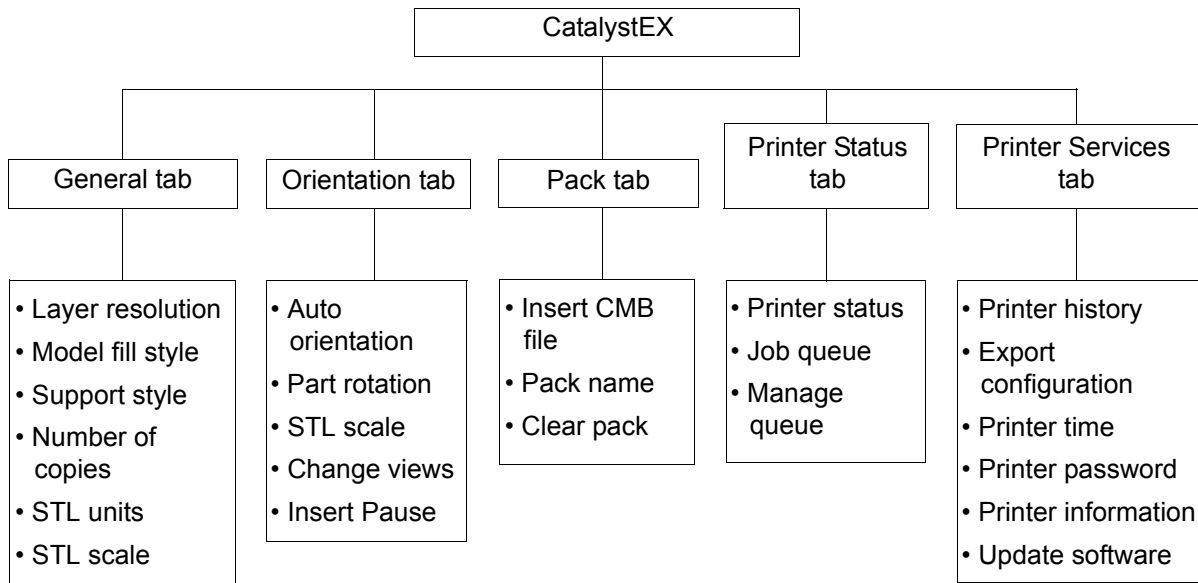 CatalystEX
General tab
Orientation tab
Pack tab
Printer Status
tab
Printer Services
tab
• Layer resolution
• Model fill style
• Support style
• Number of
copies
• STL units
• STL scale
• Auto
orientation
• Part rotation
• STL scale
• Change views
• Insert Pause
• Insert CMB
file
• Pack name
• Clear pack
• Printer status
• Job queue
• Manage
queue
• Printer history
• Export
configuration
• Printer time
• Printer password
• Printer information
• Update software